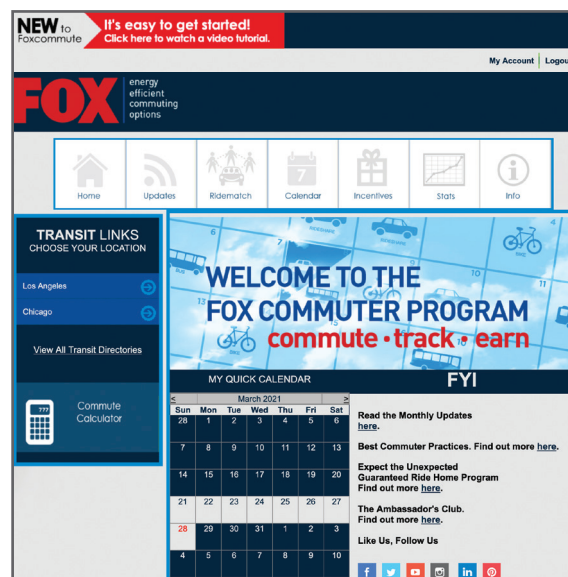 NEW to
Foxcommute
It's easy to get started!
Click here to watch a video tutorial.
My Account Logou
FOX
energy
efficient
commuting
options
Home Updates Ridematch Calendar Incentives Stats Info
7
TRANSIT LINKS
CHOOSE YOUR LOCATION
Los Angeles
Chicago
View All Transit Directories
Commute
Calculator
777
WELCOME TO THE
FOX COMMUTER PROGRAM
commute • track • earn
MY QUICK CALENDAR
< March 2021 >
Sun Mon Tue Wed Thu Fri Sat
28 1 2 3 4 5 6
7 8 9 10 11 12 13
14 15 16 17 18 19 20
21 22 23 24 25 26 27
28 29 30 31 1 2 3
4 5 6 7 8 9 10
FYI
Read the Monthly Updates
here.
Best Commuter Practices. Find out more here.
Expect the Unexpected
Guaranteed Ride Home Program
Find out more here.
The Ambassador's Club.
Find out more here.
Like Us, Follow Us